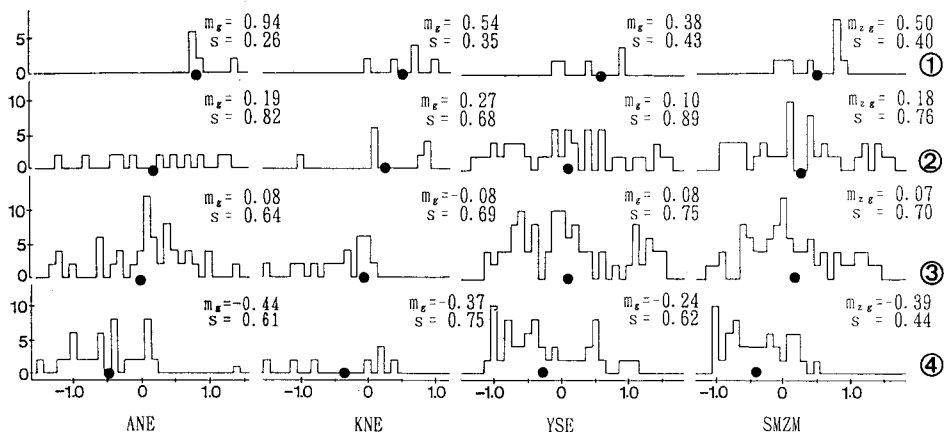 5 m_g= 0.94 m_g= 0.54 m_g= 0.38 m_zg= 0.50
s = 0.26 s = 0.35 s = 0.43 s = 0.40
0 ①
10 m_g= 0.19 m_g= 0.27 m_g= 0.10 m_zg= 0.18
s = 0.82 s = 0.68 s = 0.89 s = 0.76
5
0 ②
10 m_g= 0.08 m_g=-0.08 m_g= 0.08 m_zg= 0.07
s = 0.64 s = 0.69 s = 0.75 s = 0.70
5
0 ③
10 m_g=-0.44 m_g=-0.37 m_g=-0.24 m_zg=-0.39
s = 0.61 s = 0.75 s = 0.62 s = 0.44
5
0 ④
-1.0 0 1.0 -1.0 0 1.0 -1.0 0 1.0 -1.0 0 1.0
ANE KNE YSE SMZM